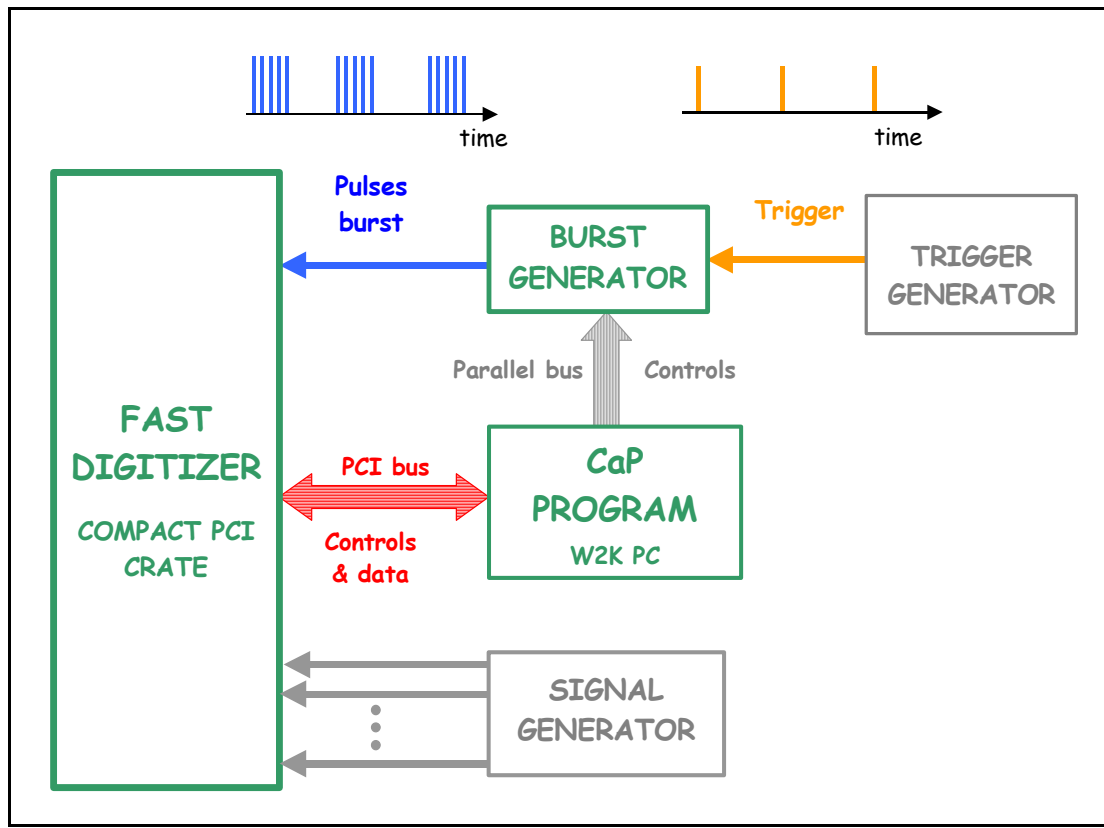 time
time
Pulses
burst
Trigger
BURST
GENERATOR
TRIGGER
GENERATOR
Parallel bus
Controls
FAST
DIGITIZER
COMPACT PCI
CRATE
PCI bus
Controls
& data
CaP
PROGRAM
W2K PC
SIGNAL
GENERATOR